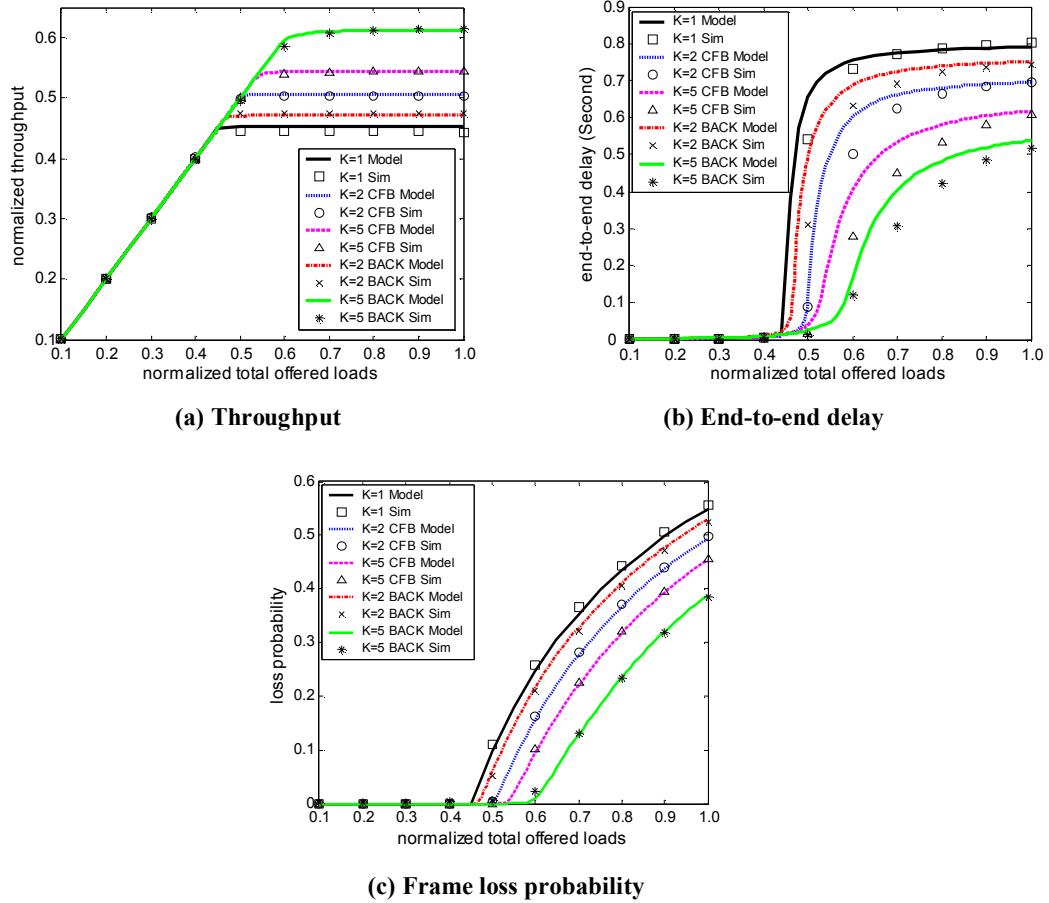 normalized throughput
0.6
0.5
0.4
0.3
0.2
0.1
K=1 Model
K=1 Sim
K=2 CFB Model
K=2 CFB Sim
K=5 CFB Model
K=5 CFB Sim
K=2 BACK Model
K=2 BACK Sim
K=5 BACK Model
K=5 BACK Sim
0.1 0.2 0.3 0.4 0.5 0.6 0.7 0.8 0.9 1.0
normalized total offered loads
(a) Throughput
end-to-end delay (Second)
0.9
0.8
0.7
0.6
0.5
0.4
0.3
0.2
0.1
0
K=1 Model
K=1 Sim
K=2 CFB Model
K=2 CFB Sim
K=5 CFB Model
K=5 CFB Sim
K=2 BACK Model
K=2 BACK Sim
K=5 BACK Model
K=5 BACK Sim
0.1 0.2 0.3 0.4 0.5 0.6 0.7 0.8 0.9 1.0
normalized total offered loads
(b) End-to-end delay
loss probability
0.6
0.5
0.4
0.3
0.2
0.1
0
K=1 Model
K=1 Sim
K=2 CFB Model
K=2 CFB Sim
K=5 CFB Model
K=5 CFB Sim
K=2 BACK Model
K=2 BACK Sim
K=5 BACK Model
K=5 BACK Sim
0.1 0.2 0.3 0.4 0.5 0.6 0.7 0.8 0.9 1.0
normalized total offered loads
(c) Frame loss probability